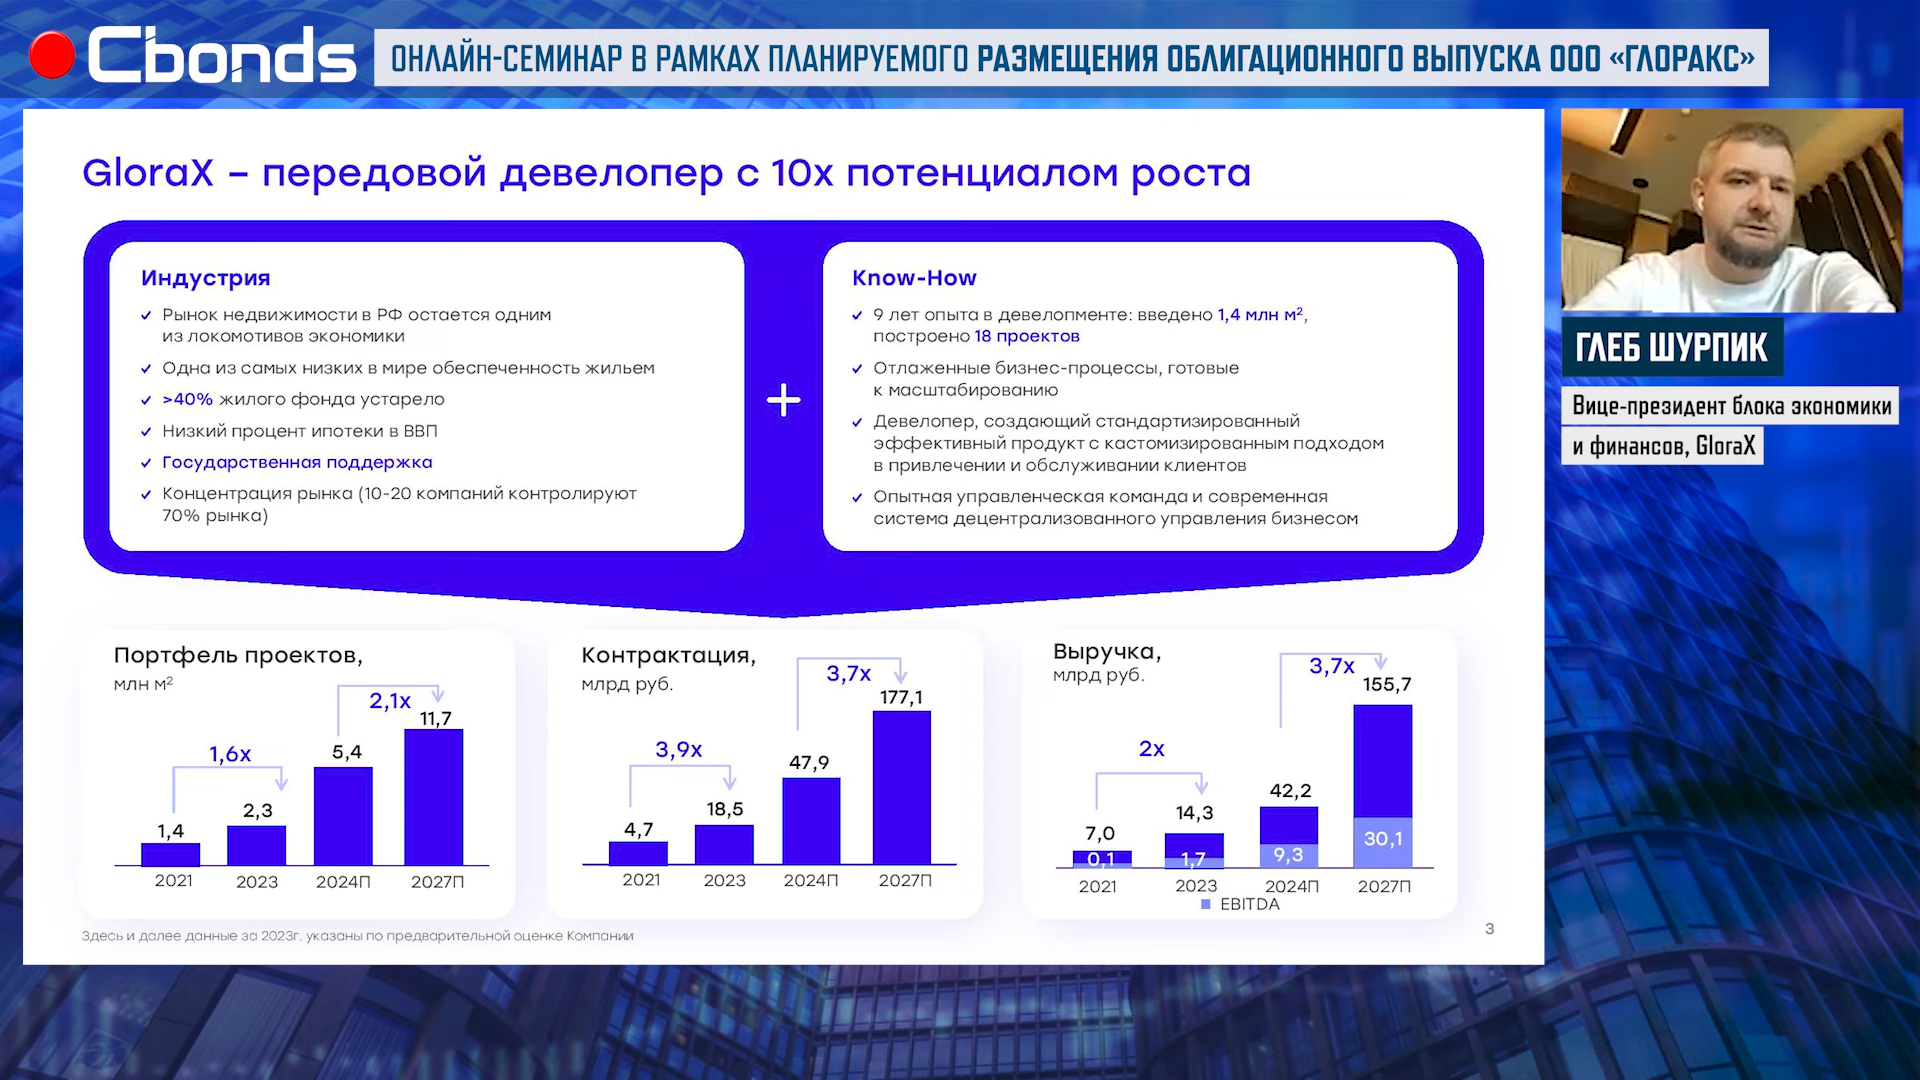 Cbonds
ОНЛАЙН-СЕМИНАР В РАМКАХ ПЛАНИРУЕМОГО РАЗМЕЩЕНИЯ ОБЛИГАЦИОННОГО ВЫПУСКА ООО «ГЛОРАКС»
GloraX – передовой девелопер с 10х потенциалом роста
Индустрия
Рынок недвижимости в РФ остается одним
из локомотивов экономики
Одна из самых низких в мире обеспеченность жильем
>40% жилого фонда устарело
Низкий процент ипотеки в ВВП
Государственная поддержка
Концентрация рынка (10-20 компаний контролируют
70% рынка)
+
Know-How
9 лет опыта в девелопменте: введено 1,4 млн м²,
построено 18 проектов
Отлаженные бизнес-процессы, готовые
к масштабированию
Девелопер, создающий стандартизированный
эффективный продукт с кастомизированным подходом
в привлечении и обслуживании клиентов
Опытная управленческая команда и современная
система децентрализованного управления бизнесом
Портфель проектов,
млн м²
2,1х
11,7
5,4
1,6х
2,3
1,4
2021 2023 2024П 2027П
Контрактация,
млрд руб.
3,7х
177,1
47,9
3,9х
18,5
4,7
2021 2023 2024П 2027П
Выручка,
млрд руб.
3,7х
155,7
2х
42,2
14,3
7,0
30,1
9,3
1,7
0,1
2021 2023 2024П 2027П
EBITDA
Здесь и далее данные за 2023г. указаны по предварительной оценке Компании
3
ГЛЕБ ШУРПИК
Вице-президент блока экономики
и финансов, GloraX